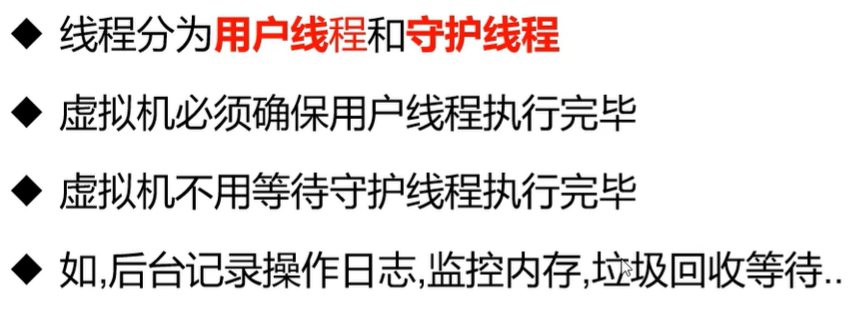 ◆ 线程分为用户线程和守护线程
◆ 虚拟机必须确保用户线程执行完毕
◆ 虚拟机不用等待守护线程执行完毕
◆ 如,后台记录操作日志,监控内存,垃圾回收等待..